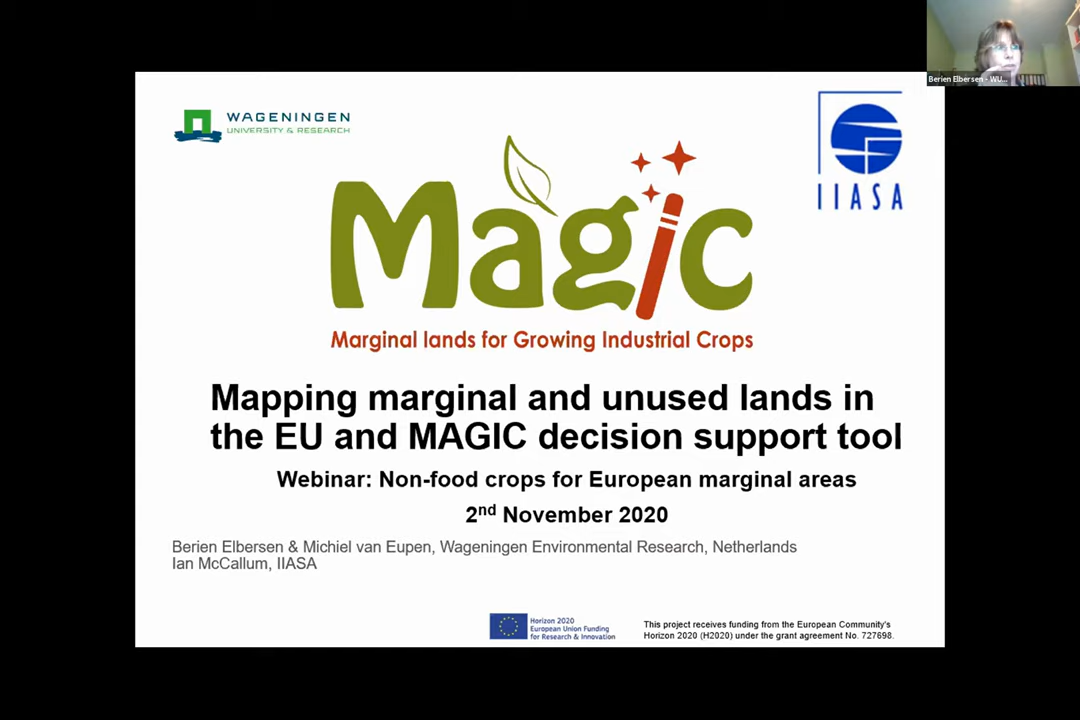 Berien Elbersen - WU...
WAGENINGEN
UNIVERSITY & RESEARCH
IIASA
Magic
Marginal lands for Growing Industrial Crops
Mapping marginal and unused lands in
the EU and MAGIC decision support tool
Webinar: Non-food crops for European marginal areas
2nd November 2020
Berien Elbersen & Michiel van Eupen, Wageningen Environmental Research, Netherlands
Ian McCallum, IIASA
Horizon 2020
European Union Funding
for Research & Innovation
This project receives funding from the European Community's
Horizon 2020 (H2020) under the grant agreement No. 727698.